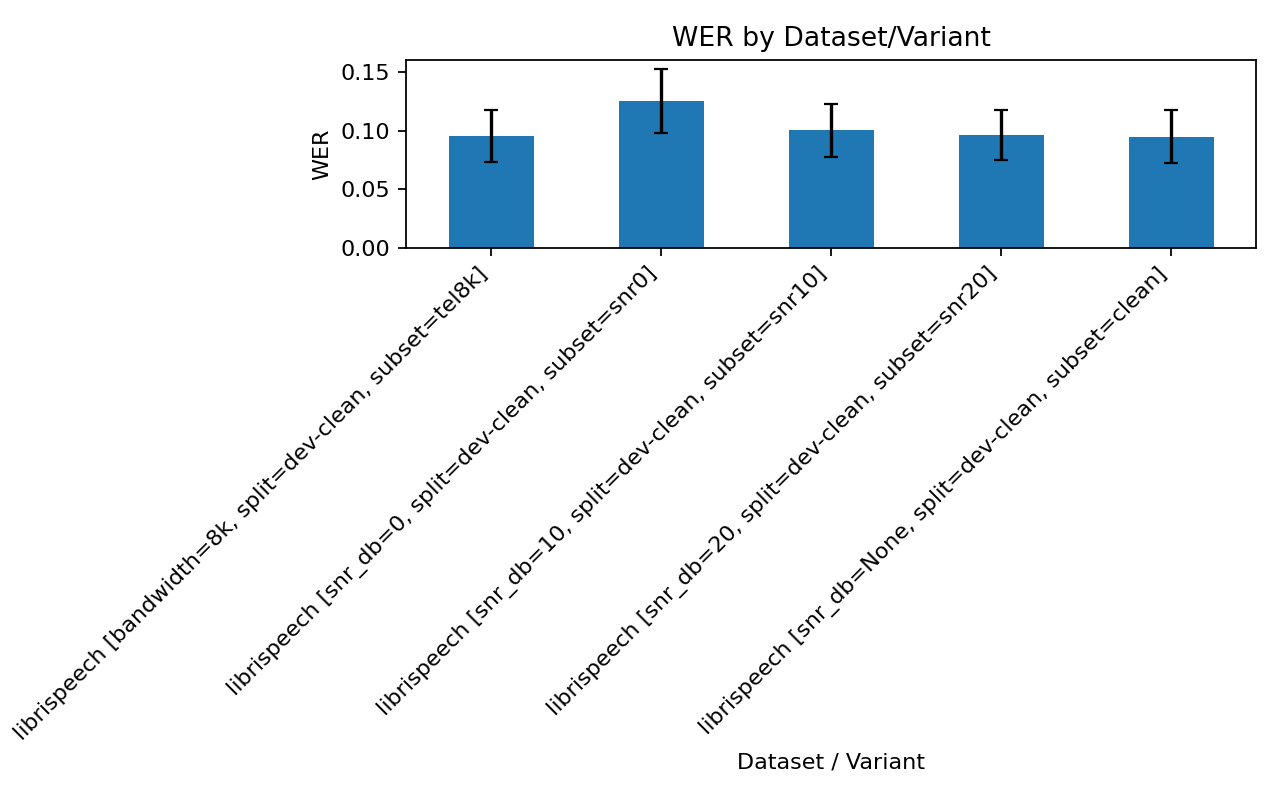 WER by Dataset/Variant
WER
0.15
0.10
0.05
0.00
librispeech [bandwidth=8k, split=dev-clean, subset=tel8k]
librispeech [snr_db=0, split=dev-clean, subset=snr0]
librispeech [snr_db=10, split=dev-clean, subset=snr10]
librispeech [snr_db=20, split=dev-clean, subset=snr20]
librispeech [snr_db=None, split=dev-clean, subset=clean]
Dataset / Variant